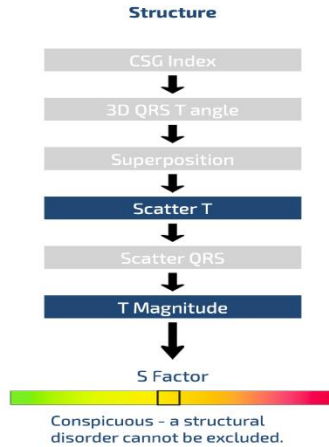 Structure
CSG Index
3D QRS T angle
Superposition
Scatter T
Scatter QRS
T Magnitude
S Factor
Conspicuous - a structural
disorder cannot be excluded.